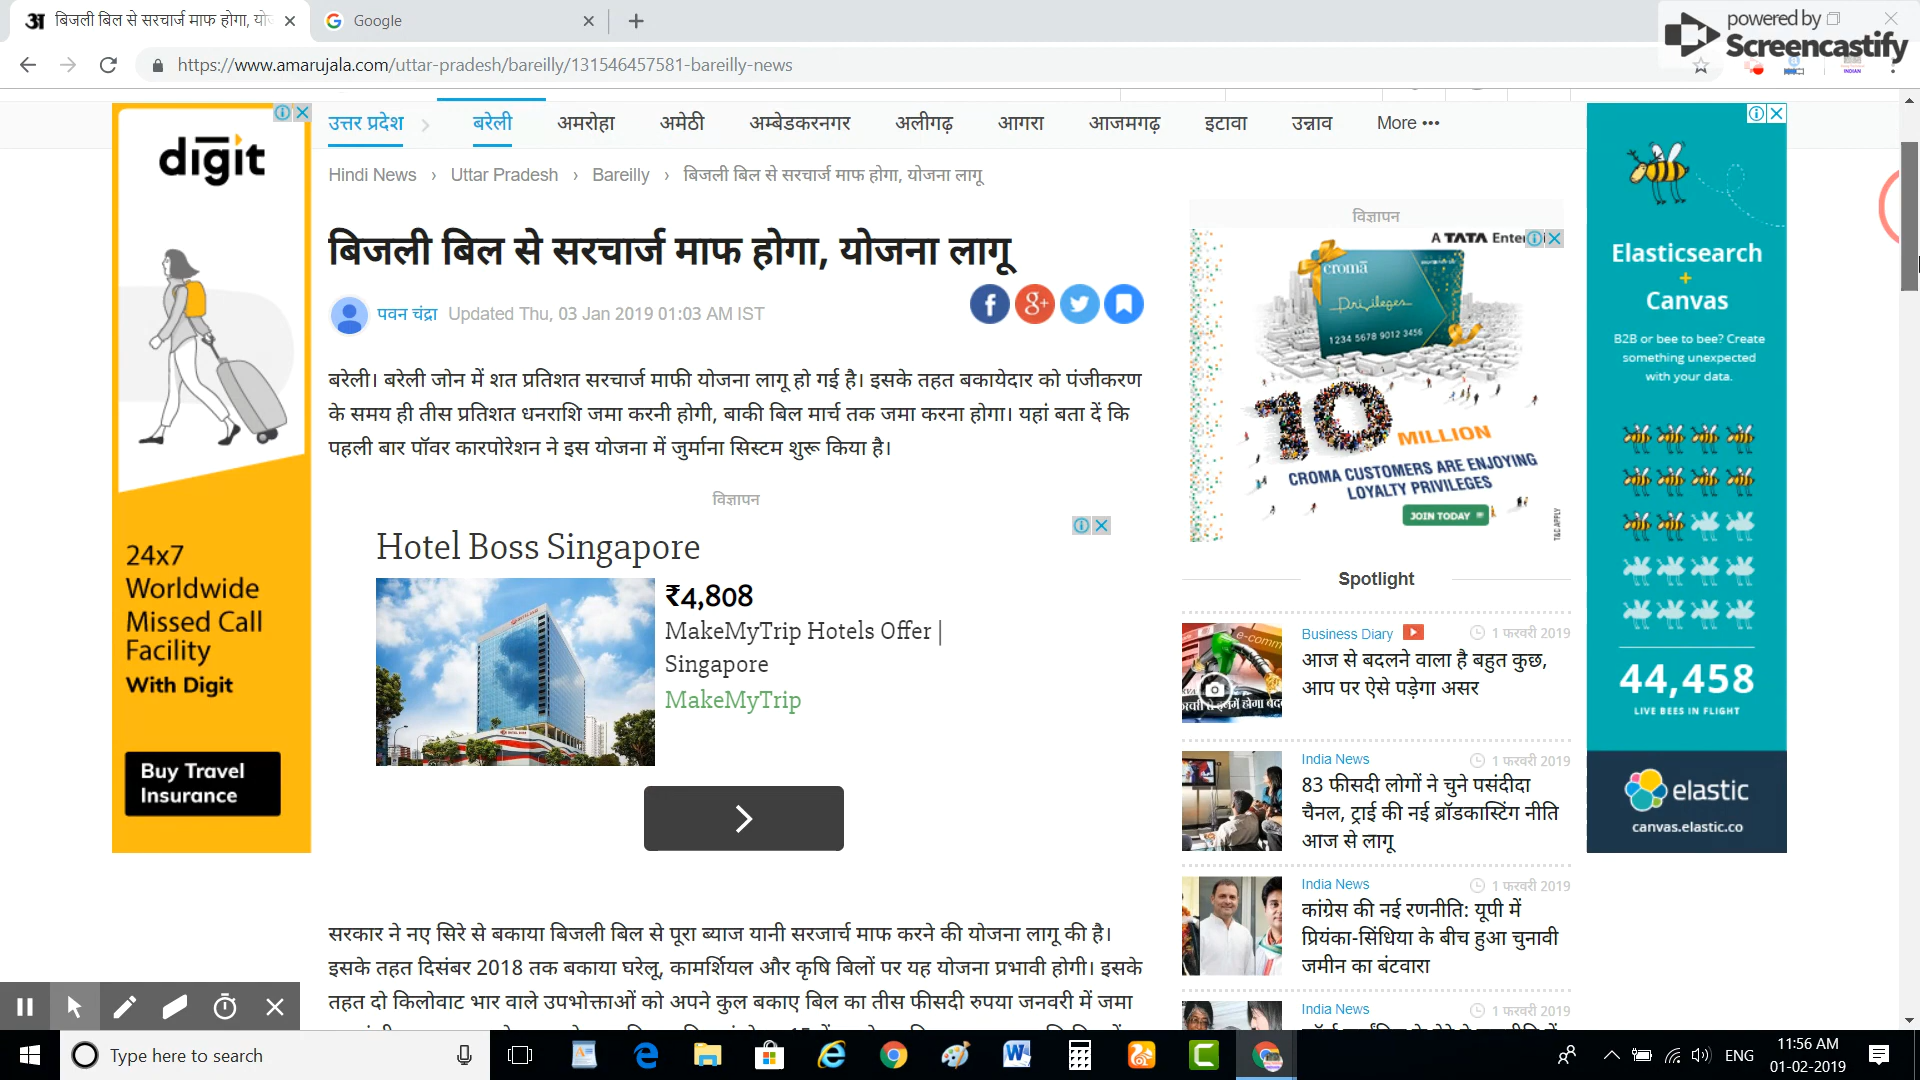 बिजली बिल से सरचार्ज माफ होगा, यो
Google
powered by
Screencastify
https://www.amarujala.com/uttar-pradesh/bareilly/131546457581-bareilly-news
उत्तर प्रदेश
बरेली
अमरोहा
अमेठी
अम्बेडकरनगर
अलीगढ़
आगरा
आजमगढ़
इटावा
उन्नाव
More •••
Hindi News › Uttar Pradesh › Bareilly › बिजली बिल से सरचार्ज माफ होगा, योजना लागू
बिजली बिल से सरचार्ज माफ होगा, योजना लागू
पवन चंद्रा Updated Thu, 03 Jan 2019 01:03 AM IST
बरेली। बरेली जोन में शत प्रतिशत सरचार्ज माफी योजना लागू हो गई है। इसके तहत बकायेदार को पंजीकरण
के समय ही तीस प्रतिशत धनराशि जमा करनी होगी, बाकी बिल मार्च तक जमा करना होगा। यहां बता दें कि
पहली बार पॉवर कारपोरेशन ने इस योजना में जुर्माना सिस्टम शुरू किया है।
विज्ञापन
Hotel Boss Singapore
₹4,808
MakeMyTrip Hotels Offer |
Singapore
MakeMyTrip
सरकार ने नए सिरे से बकाया बिजली बिल से पूरा ब्याज यानी सरजार्च माफ करने की योजना लागू की है।
इसके तहत दिसंबर 2018 तक बकाया घरेलू, कामर्शियल और कृषि बिलों पर यह योजना प्रभावी होगी। इसके
तहत दो किलोवाट भार वाले उपभोक्ताओं को अपने कुल बकाए बिल का तीस फीसदी रुपया जनवरी में जमा
digit
24x7
Worldwide
Missed Call
Facility
With Digit
Buy Travel
Insurance
विज्ञापन
A TATA Enter
croma
Privileges
1234 5678 9012 3456
10
MILLION
CROMA CUSTOMERS ARE ENJOYING
LOYALTY PRIVILEGES
JOIN TODAY
T&C APPLY
Spotlight
Business Diary 1 फरवरी 2019
आज से बदलने वाला है बहुत कुछ,
आप पर ऐसे पड़ेगा असर
India News 1 फरवरी 2019
83 फीसदी लोगों ने चुने पसंदीदा
चैनल, ट्राई की नई ब्रॉडकास्टिंग नीति
आज से लागू
India News 1 फरवरी 2019
कांग्रेस की नई रणनीति: यूपी में
प्रियंका-सिंधिया के बीच हुआ चुनावी
जमीन का बंटवारा
India News 1 फरवरी 2019
Elasticsearch
+
Canvas
B2B or bee to bee? Create
something unexpected
with your data.
44,458
LIVE BEES IN FLIGHT
elastic
canvas.elastic.co
Type here to search
ENG
11:56 AM
01-02-2019